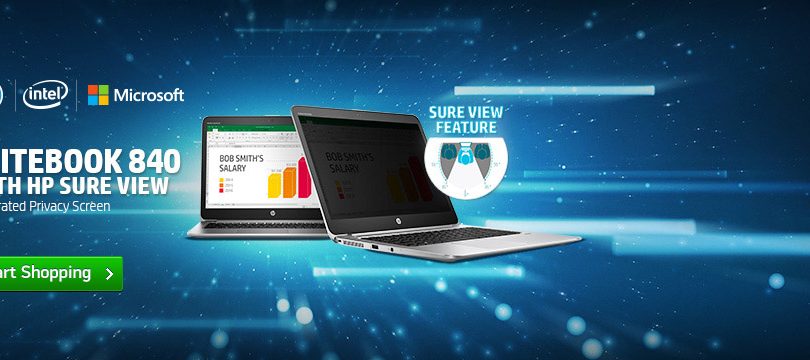 intel
Microsoft
ITEBOOK 840
TH HP SURE VIEW
rated Privacy Screen
art Shopping
BOB SMITH'S
SALARY
BOB SMITH'S
SALARY
SURE VIEW
FEATURE